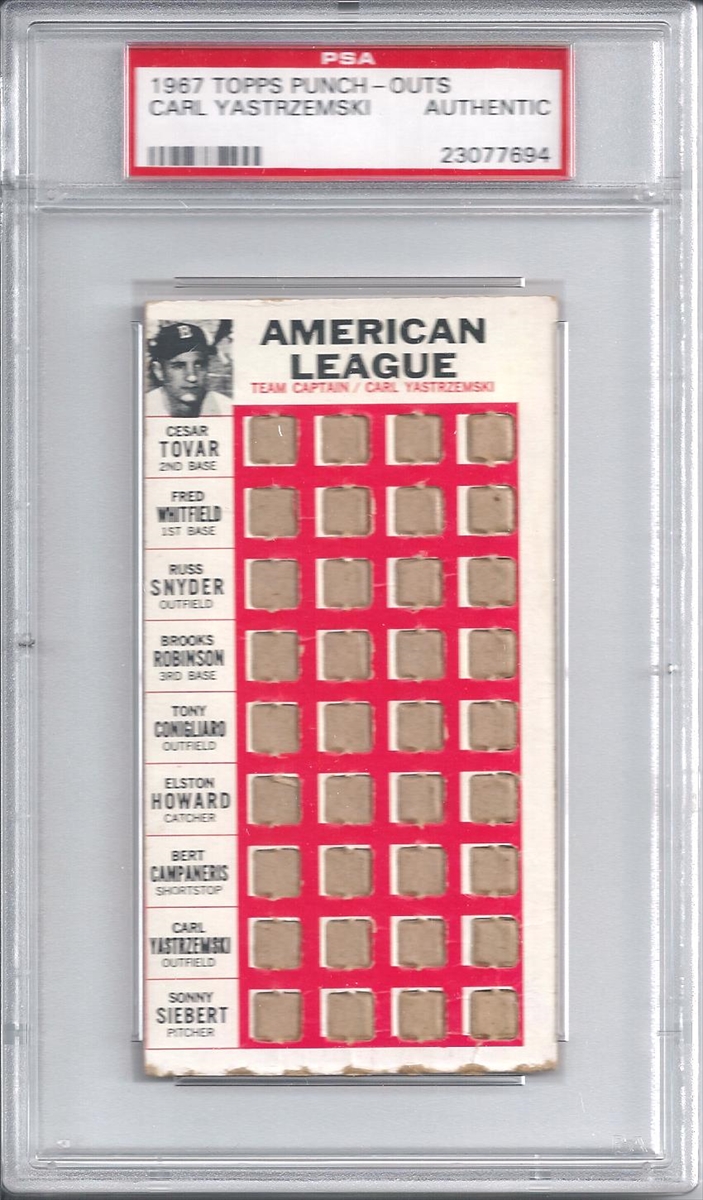 PSA
1967 TOPPS PUNCH-OUTS
CARL YASTRZEMSKI AUTHENTIC
23077694
B
AMERICAN
LEAGUE
TEAM CAPTAIN / CARL YASTRZEMSKI
CESAR
TOVAR
2ND BASE
FRED
WHITFIELD
1ST BASE
RUSS
SNYDER
OUTFIELD
BROOKS
ROBINSON
3RD BASE
TONY
CONIGLIARO
OUTFIELD
ELSTON
HOWARD
CATCHER
BERT
CAMPANERIS
SHORTSTOP
CARL
YASTRZEMSKI
OUTFIELD
SONNY
SIEBERT
PITCHER